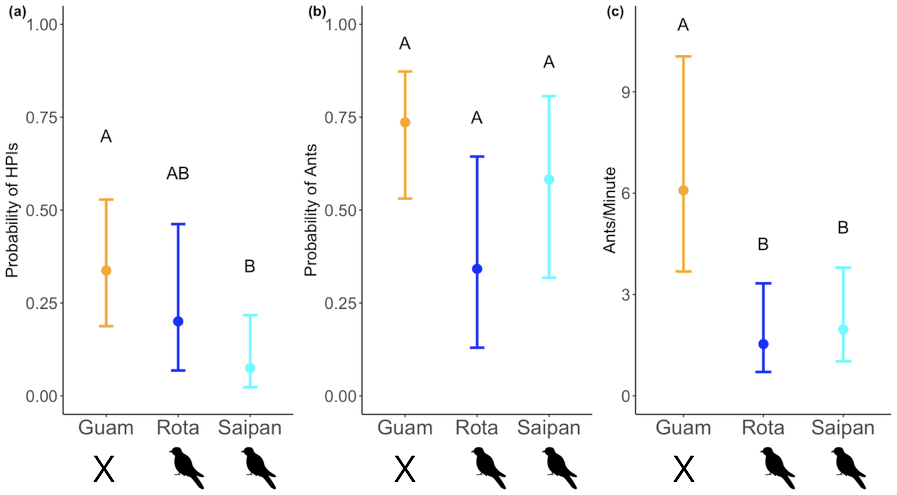 (a)
1.00
0.75
0.50
0.25
0.00
Probability of HPIs
A
AB
B
Guam Rota Saipan
X
(b)
1.00
0.75
0.50
0.25
0.00
Probability of Ants
A
A
A
Guam Rota Saipan
X
(c)
9
6
3
0
Ants/Minute
A
B
B
Guam Rota Saipan
X